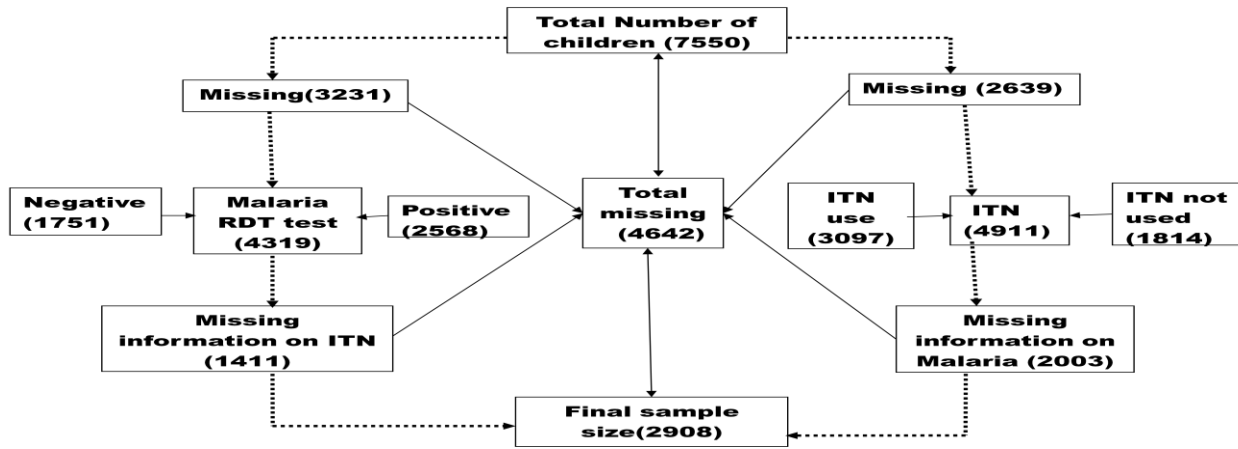 Total Number of
children (7550)
Missing(3231)
Missing (2639)
Negative
(1751)
Malaria
RDT test
(4319)
Positive
(2568)
Total
missing
(4642)
ITN
use
(3097)
ITN
(4911)
ITN not
used
(1814)
Missing
information on ITN
(1411)
Missing
information on
Malaria (2003)
Final sample
size(2908)